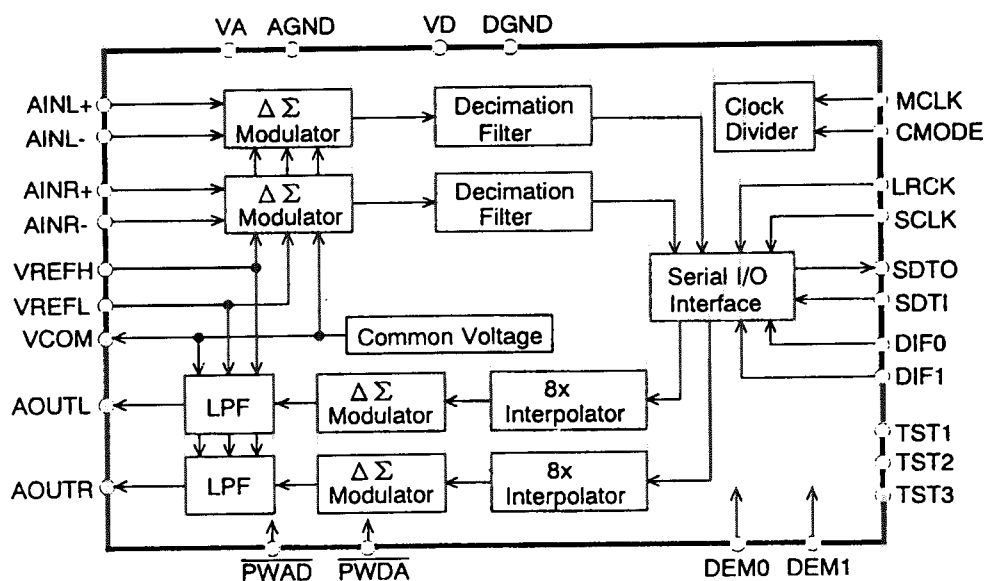 VA AGND VD DGND
AINL+
AINL-
AINR+
AINR-
VREFH
VREFL
VCOM
AOUTL
AOUTR
ΔΣ
Modulator
Decimation
Filter
Clock
Divider
ΔΣ
Modulator
Decimation
Filter
Serial I/O
Interface
Common Voltage
LPF
ΔΣ
Modulator
8x
Interpolator
LPF
ΔΣ
Modulator
8x
Interpolator
MCLK
CMODE
LRCK
SCLK
SDTO
SDTI
DIF0
DIF1
TST1
TST2
TST3
PWAD PWDA DEM0 DEM1